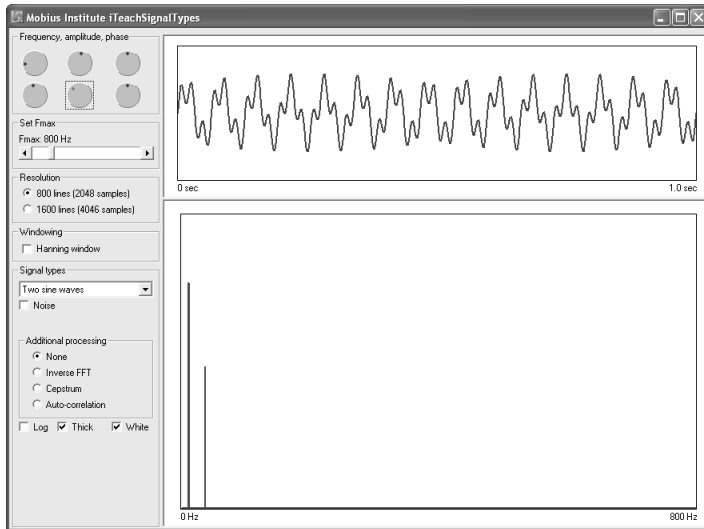 Mobius Institute iTeachSignalTypes
Frequency, amplitude, phase
Set Fmax
Fmax: 800 Hz
Resolution
800 lines (2048 samples)
1600 lines (4046 samples)
Windowing
Hanning window
Signal types
Two sine waves
Noise
Additional processing
None
Inverse FFT
Cepstrum
Auto-correlation
Log Thick White
0 sec 1.0 sec
0 Hz 800 Hz